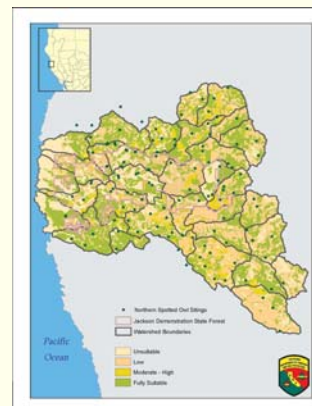 Northern Spotted Owl Sitings
Jackson Demonstration State Forest
Watershed Boundaries
Pacific
Ocean
Unsuitable
Low
Moderate - High
Fully Suitable